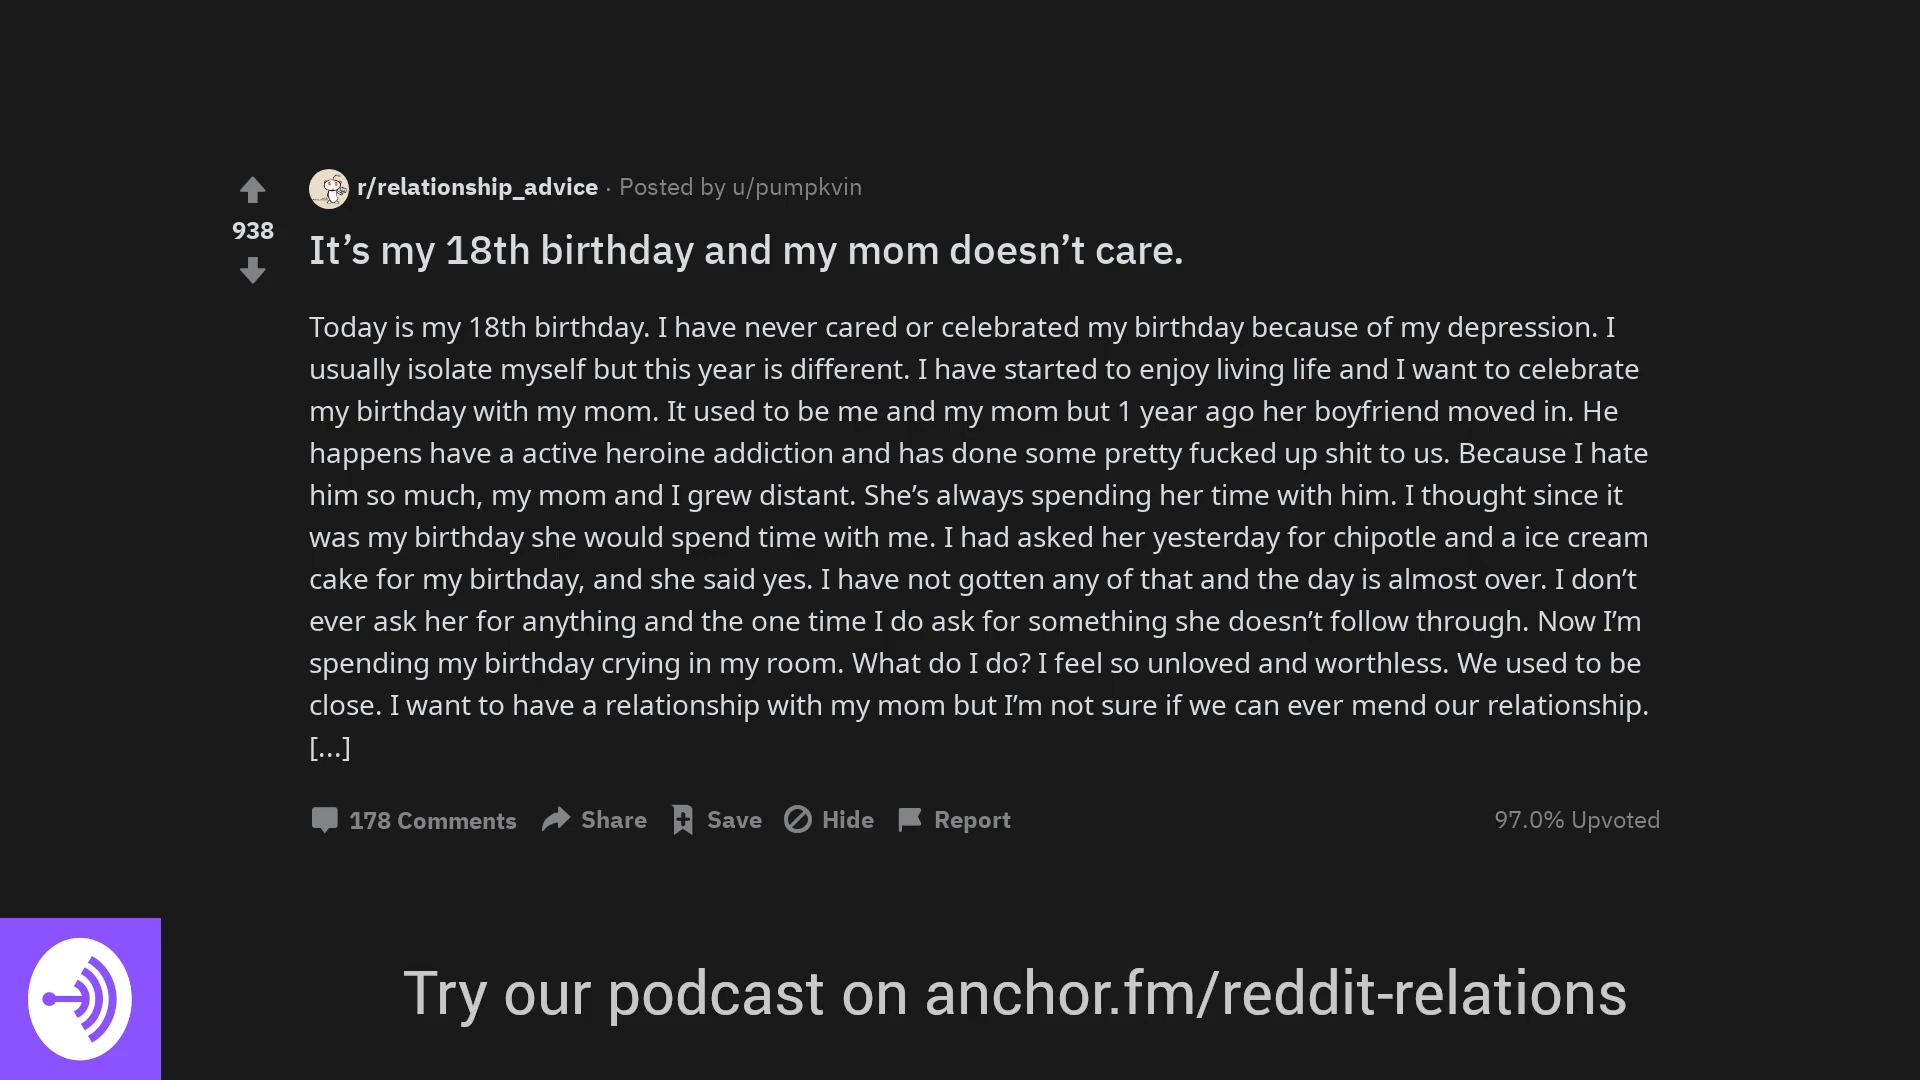 r/relationship_advice · Posted by u/pumpkvin
938
It’s my 18th birthday and my mom doesn’t care.
Today is my 18th birthday. I have never cared or celebrated my birthday because of my depression. I
usually isolate myself but this year is different. I have started to enjoy living life and I want to celebrate
my birthday with my mom. It used to be me and my mom but 1 year ago her boyfriend moved in. He
happens have a active heroine addiction and has done some pretty fucked up shit to us. Because I hate
him so much, my mom and I grew distant. She’s always spending her time with him. I thought since it
was my birthday she would spend time with me. I had asked her yesterday for chipotle and a ice cream
cake for my birthday, and she said yes. I have not gotten any of that and the day is almost over. I don’t
ever ask her for anything and the one time I do ask for something she doesn’t follow through. Now I’m
spending my birthday crying in my room. What do I do? I feel so unloved and worthless. We used to be
close. I want to have a relationship with my mom but I’m not sure if we can ever mend our relationship.
[...]
178 Comments Share Save Hide Report 97.0% Upvoted
Try our podcast on anchor.fm/reddit-relations